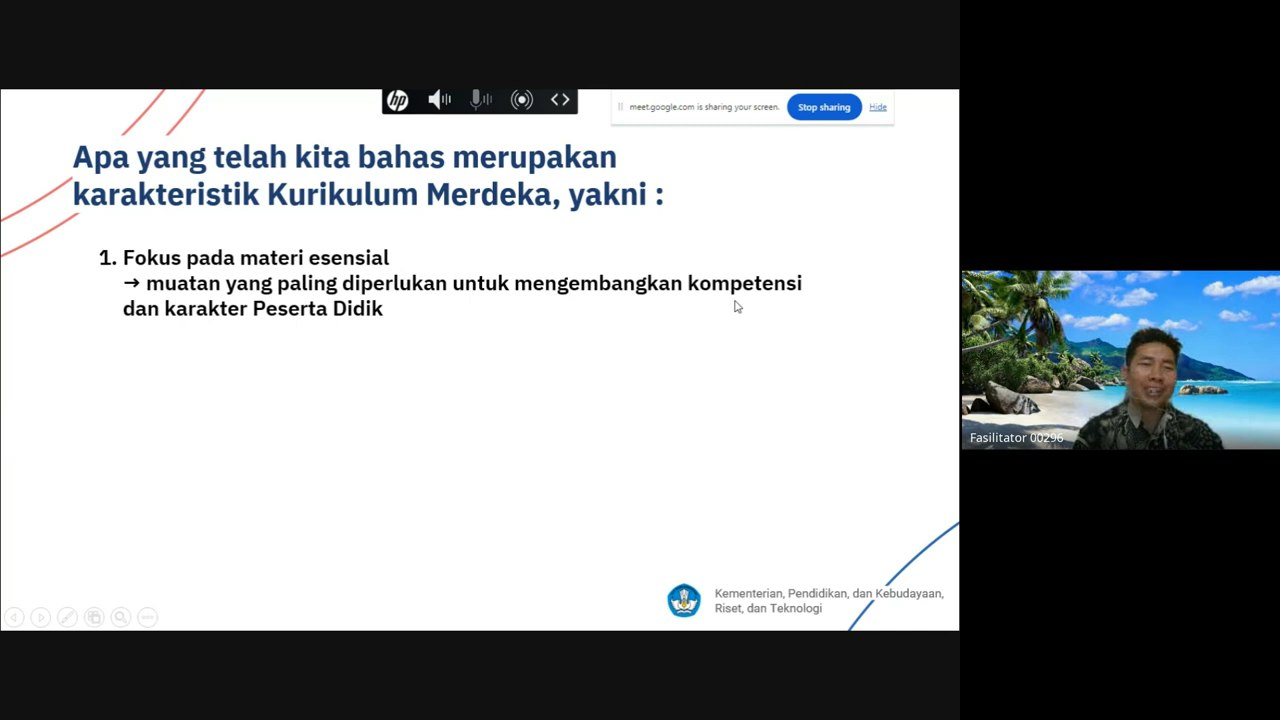 hp
meet.google.com is sharing your screen.
Stop sharing
Hide
Apa yang telah kita bahas merupakan
karakteristik Kurikulum Merdeka, yakni :
1. Fokus pada materi esensial
→ muatan yang paling diperlukan untuk mengembangkan kompetensi
dan karakter Peserta Didik
Fasilitator 00296
Kementerian, Pendidikan, dan Kebudayaan,
Riset, dan Teknologi